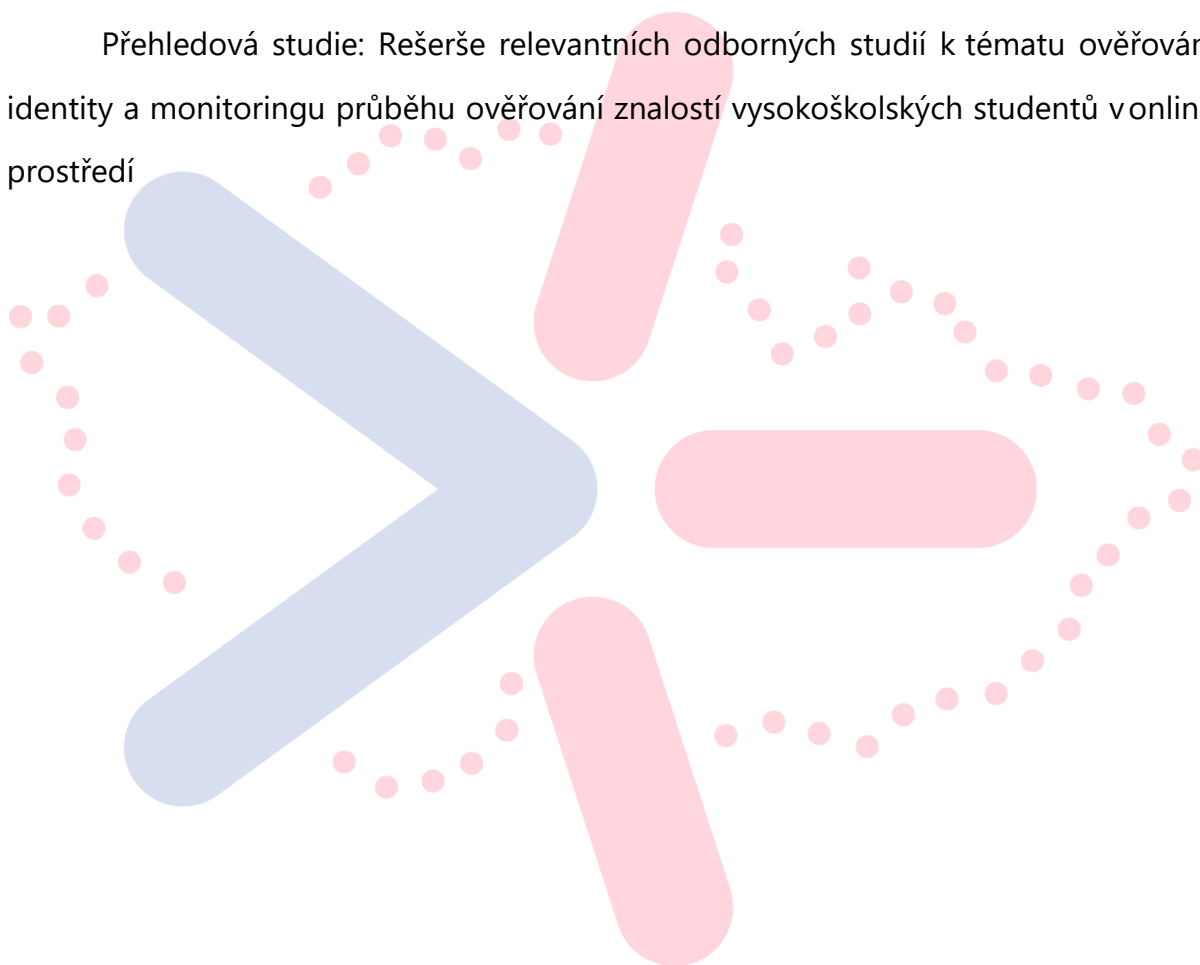 Přehledová studie: Rešerše relevantních odborných studií k tématu ověřován
identity a monitoringu průběhu ověřování znalostí vysokoškolských studentů v onlin
prostředí